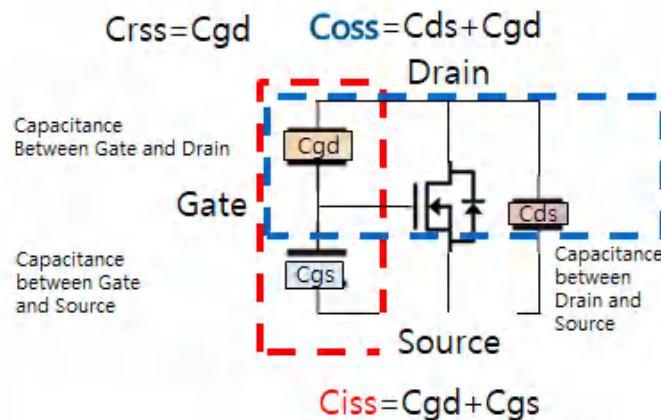 Crss=Cgd
Coss=Cds+Cgd
Drain
Capacitance
Between Gate and Drain
Cgd
Gate
Cds
Capacitance
between Gate
and Source
Cgs
Capacitance
between
Drain and
Source
Source
Ciss=Cgd+Cgs